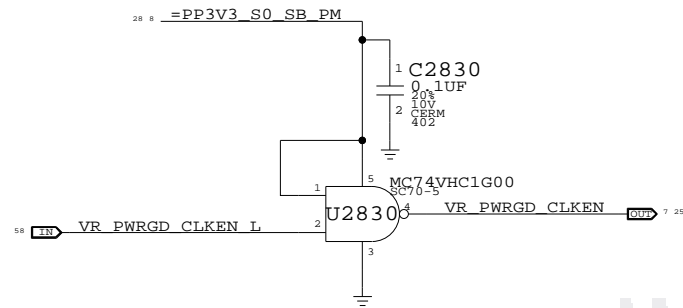 28 8 =PP3V3_S0_SB_PM
1 C2830
0.1UF
20%
10V
2 CERM
402
5 MC74VHC1G00
SC70-5
1
U2830 4 VR_PWRGD_CLKEN OUT 7 25
58 IN VR_PWRGD_CLKEN_L 2
3